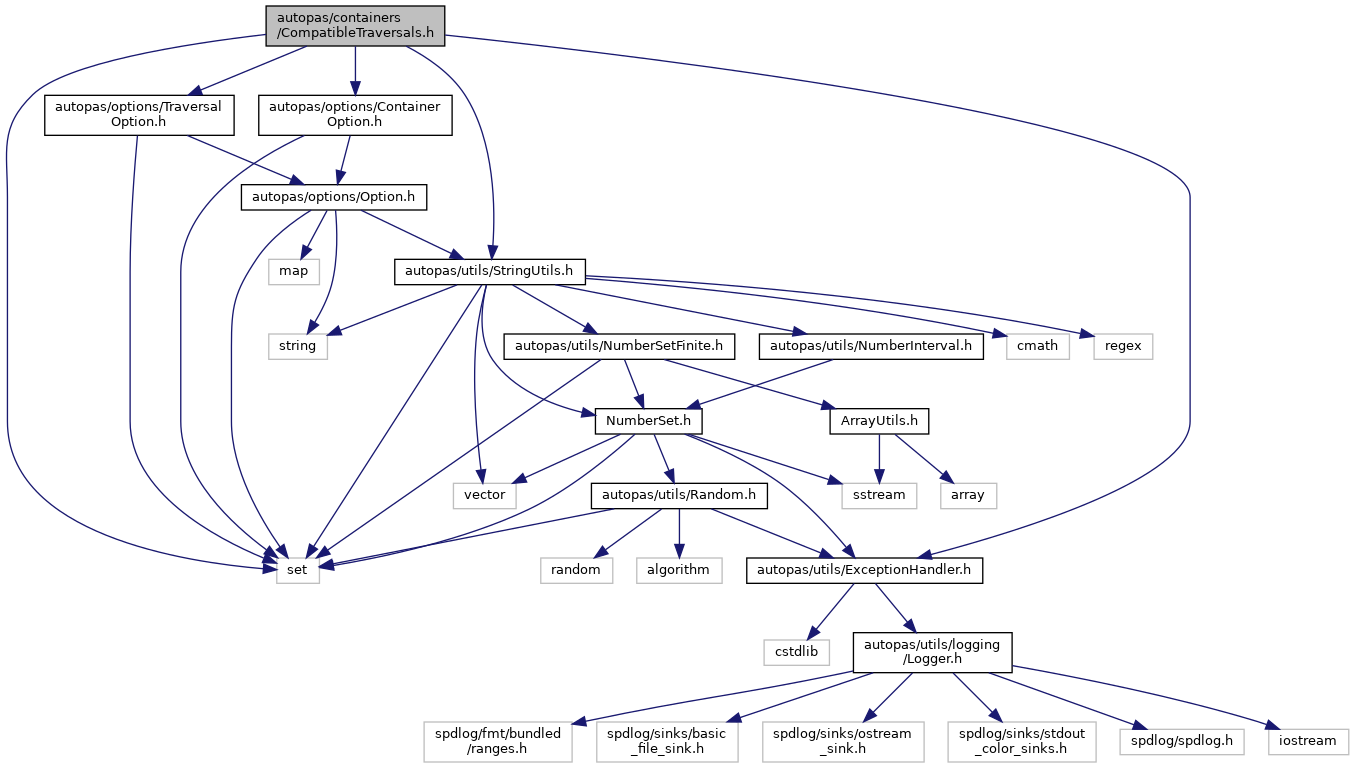 autopas/containers
/CompatibleTraversals.h
autopas/options/Traversal
Option.h
autopas/options/Container
Option.h
autopas/options/Option.h
map
autopas/utils/StringUtils.h
string
autopas/utils/NumberSetFinite.h
autopas/utils/NumberInterval.h
cmath
regex
NumberSet.h
ArrayUtils.h
vector
autopas/utils/Random.h
sstream
array
set
random
algorithm
autopas/utils/ExceptionHandler.h
cstdlib
autopas/utils/logging
/Logger.h
spdlog/fmt/bundled
/ranges.h
spdlog/sinks/basic
_file_sink.h
spdlog/sinks/ostream
_sink.h
spdlog/sinks/stdout
_color_sinks.h
spdlog/spdlog.h
iostream